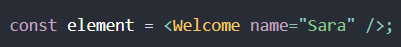 const element = <Welcome name="Sara" />;